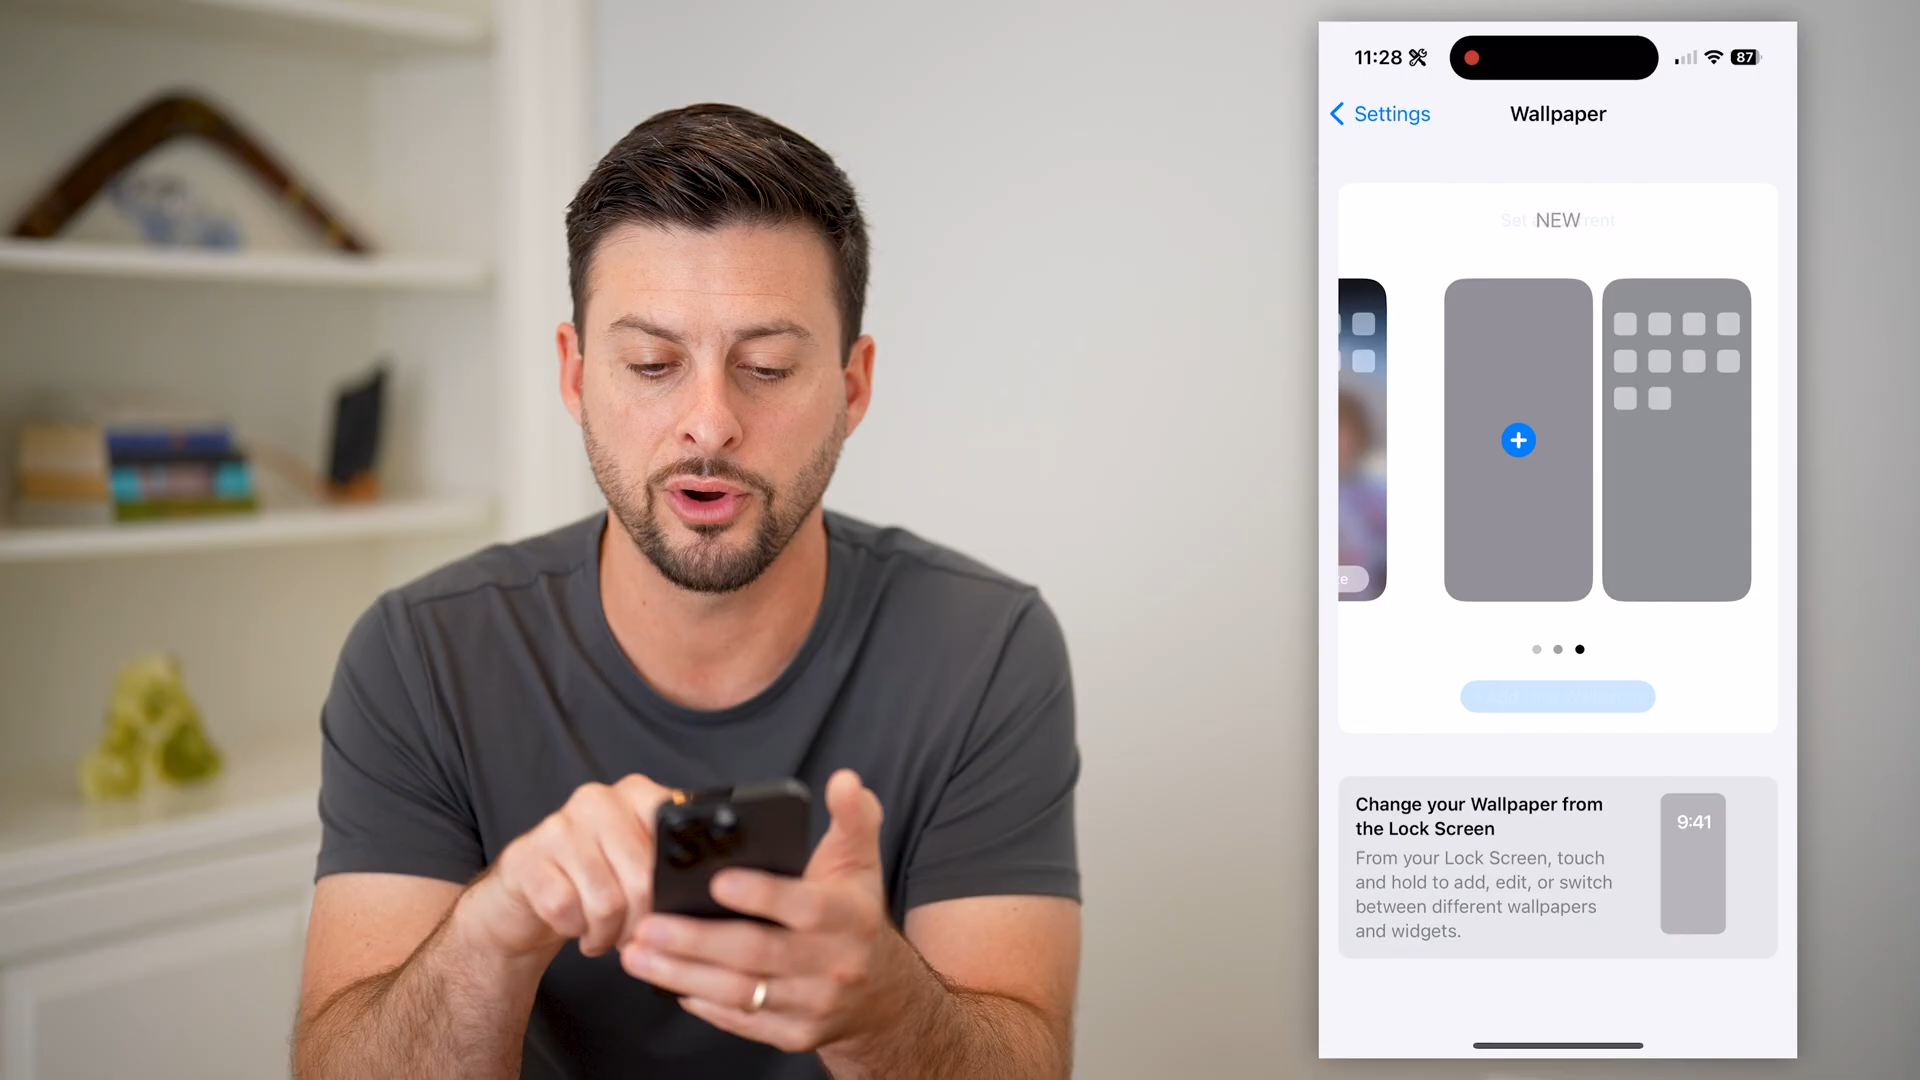 11:28
87
Settings
Wallpaper
NEW
Change your Wallpaper from
the Lock Screen
From your Lock Screen, touch
and hold to add, edit, or switch
between different wallpapers
and widgets.
9:41